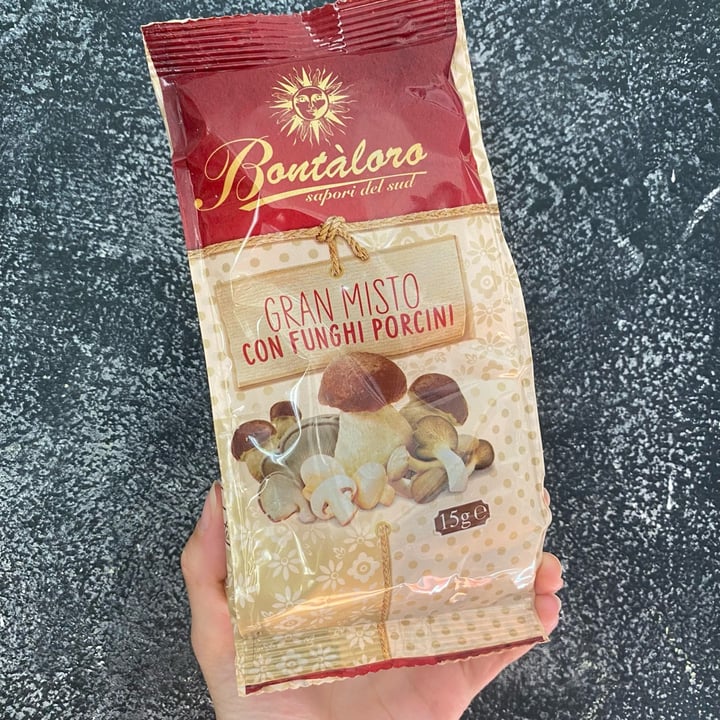 Bontàloro
sapori del sud
GRAN MISTO
CON FUNGHI PORCINI
15g e